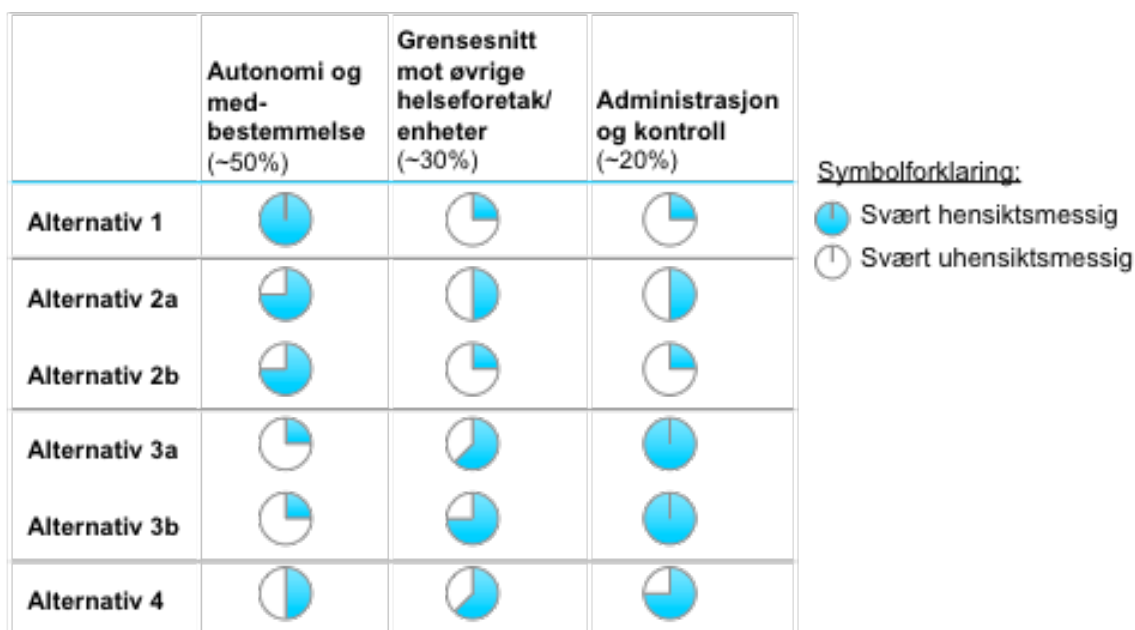 Autonomi og
med-
bestemmelse
(~50%)
Grensesnitt
mot øvrige
helseforetak/
enheter
(~30%)
Administrasjon
og kontroll
(~20%)
Alternativ 1
Alternativ 2a
Alternativ 2b
Alternativ 3a
Alternativ 3b
Alternativ 4
Symbolforklaring:
Svært hensiktsmessig
Svært uhensiktsmessig